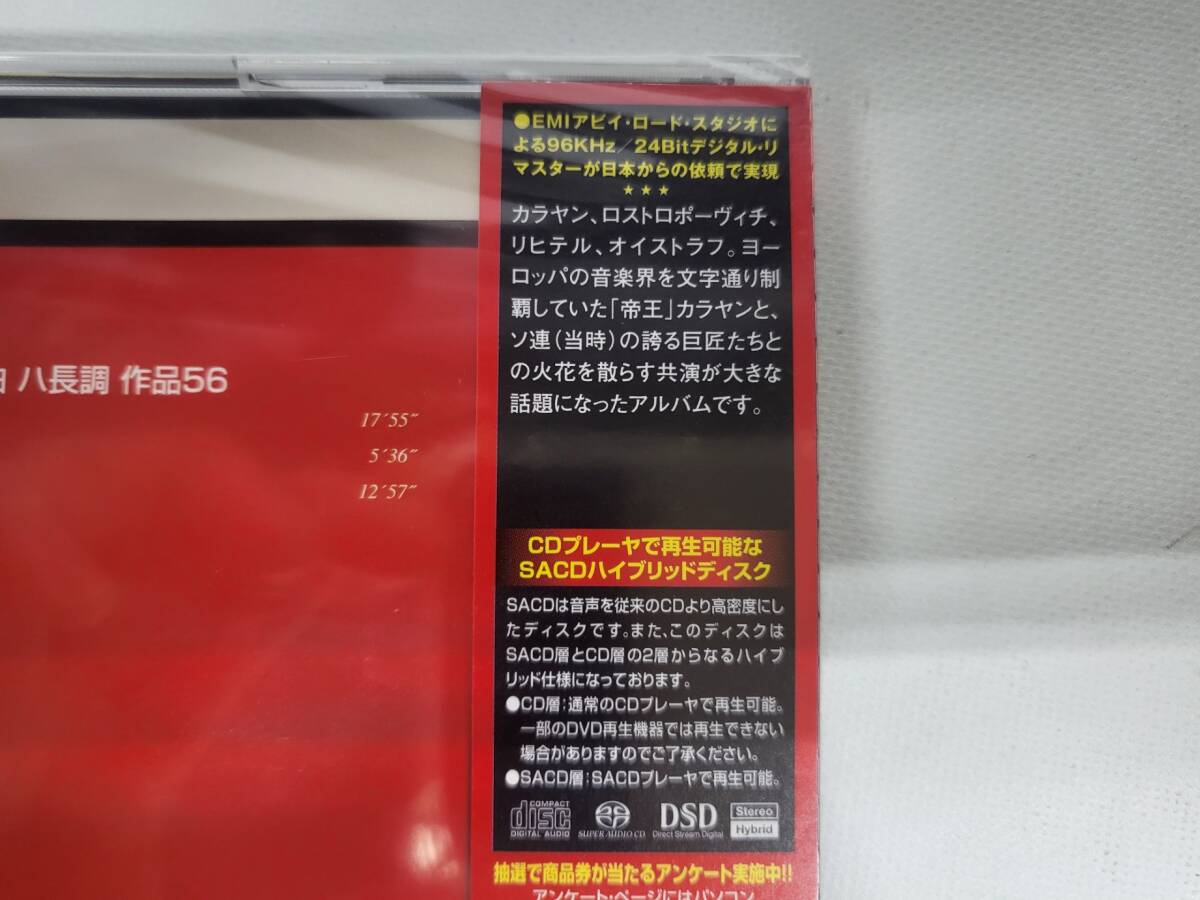 ●EMIアビイ・ロード・スタジオに
よる96KHz／24Bitデジタル・リ
マスターが日本からの依頼で実現
★★★
カラヤン、ロストロポーヴィチ、
リヒテル、オイストラフ。ヨー
ロッパの音楽界を文字通り制
覇していた「帝王」カラヤンと、
ソ連（当時）の誇る巨匠たちと
の火花を散らす共演が大きな
話題になったアルバムです。
ハ長調 作品56
17´55˝
5´36˝
12´57˝
CDプレーヤで再生可能な
SACDハイブリッドディスク
SACDは音声を従来のCDより高密度にし
たディスクです。また、このディスクは
SACD層とCD層の2層からなるハイブ
リッド仕様になっております。
●CD層：通常のCDプレーヤで再生可能。
一部のDVD再生機器では再生できない
場合がありますのでご了承ください。
●SACD層：SACDプレーヤで再生可能。
COMPACT disc DIGITAL AUDIO
SUPER AUDIO CD
DSD Direct Stream Digital
Stereo
Hybrid
抽選で商品券が当たるアンケート実施中!!
アンケート・ページにはパソコン